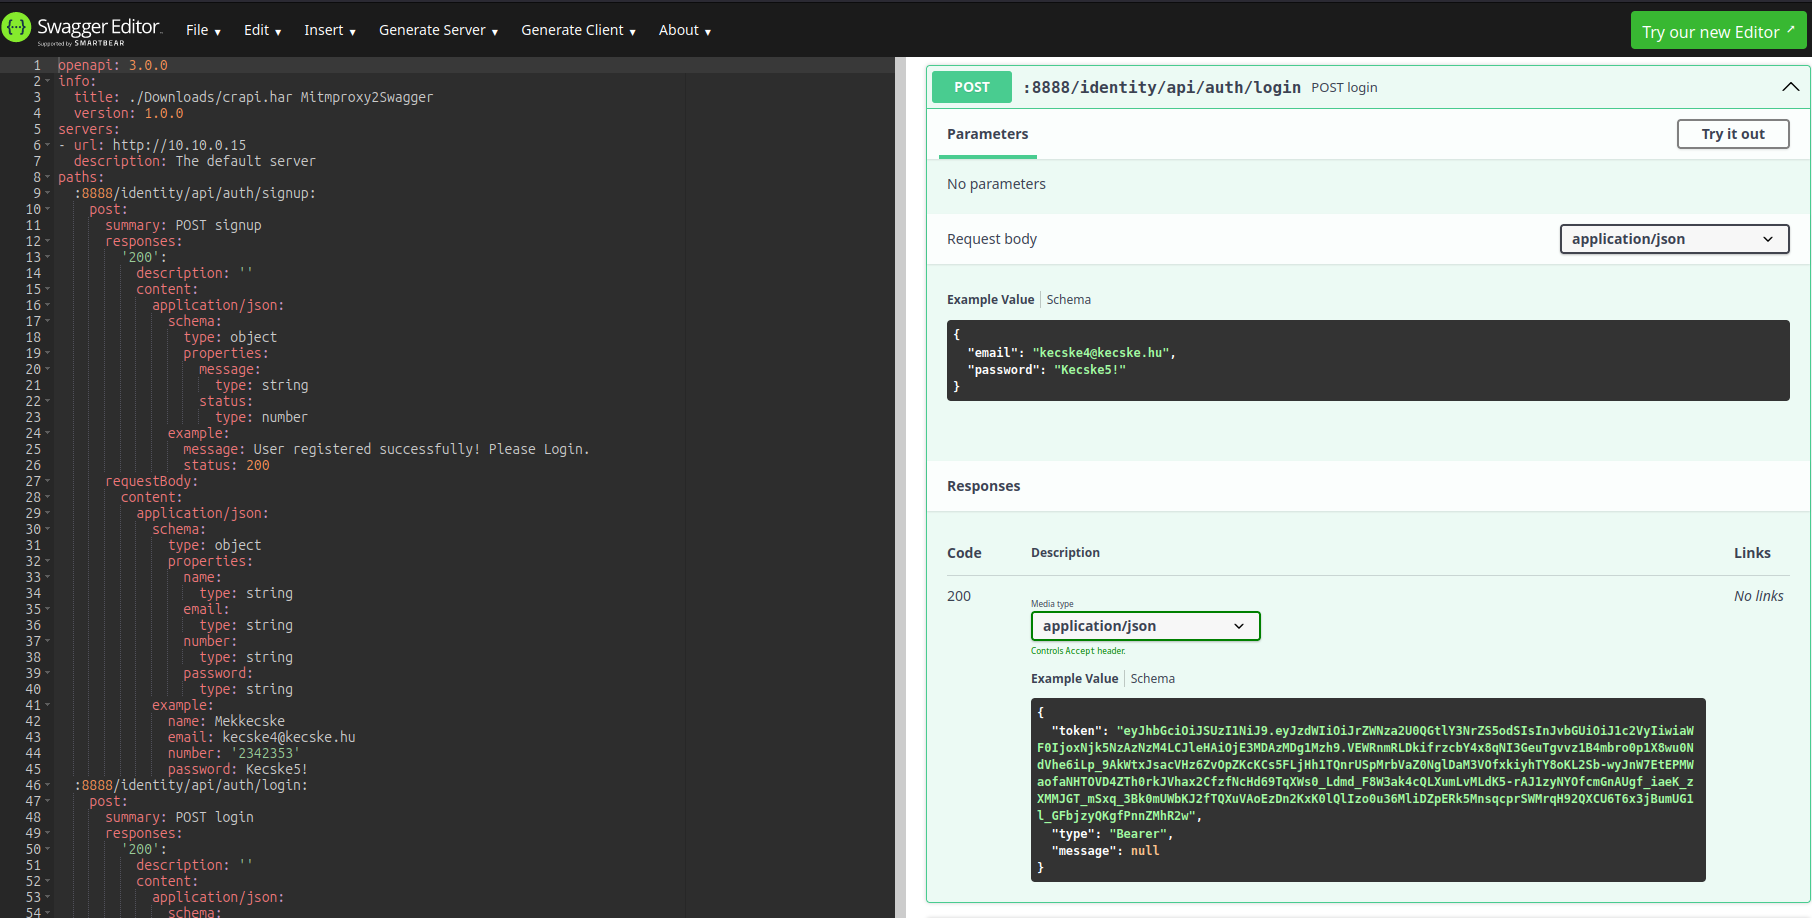 Swagger Editor
Supported by SMARTBEAR
File Edit Insert Generate Server Generate Client About
Try our new Editor
1 openapi: 3.0.0
2 info:
3 title: ./Downloads/crapi.har Mitmproxy2Swagger
4 version: 1.0.0
5 servers:
6 - url: http://10.10.0.15
7 description: The default server
8 paths:
9 :8888/identity/api/auth/signup:
10 post:
11 summary: POST signup
12 responses:
13 '200':
14 description: ''
15 content:
16 application/json:
17 schema:
18 type: object
19 properties:
20 message:
21 type: string
22 status:
23 type: number
24 example:
25 message: User registered successfully! Please Login.
26 status: 200
27 requestBody:
28 content:
29 application/json:
30 schema:
31 type: object
32 properties:
33 name:
34 type: string
35 email:
36 type: string
37 number:
38 type: string
39 password:
40 type: string
41 example:
42 name: Mekkecske
43 email: kecske4@kecske.hu
44 number: '2342353'
45 password: Kecske5!
46 :8888/identity/api/auth/login:
47 post:
48 summary: POST login
49 responses:
50 '200':
51 description: ''
52 content:
53 application/json:
54 schema:
POST :8888/identity/api/auth/login POST login
Parameters
Try it out
No parameters
Request body
application/json
Example Value Schema
{
"email": "kecske4@kecske.hu",
"password": "Kecske5!"
}
Responses
Code Description Links
200
No links
Media type
application/json
Controls Accept header.
Example Value Schema
{
"token":
"type": "Bearer",
"message": null
}